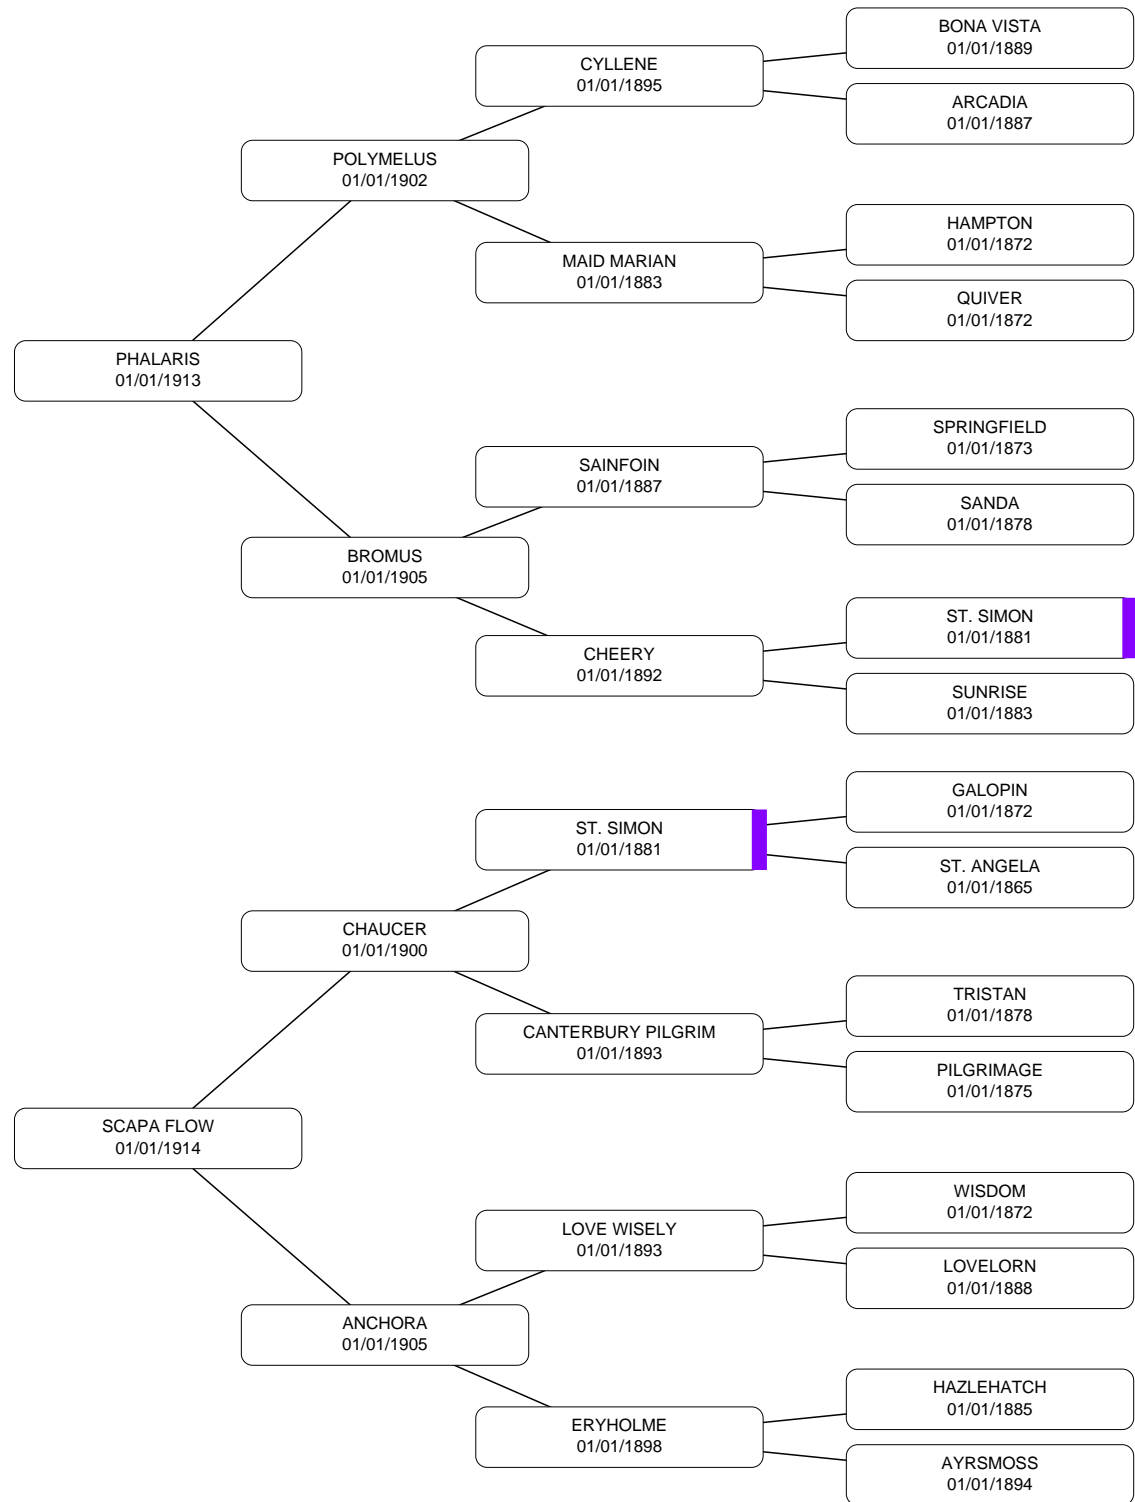 BONA VISTA
01/01/1889
CYLLENE
01/01/1895
ARCADIA
01/01/1887
POLYMELUS
01/01/1902
HAMPTON
01/01/1872
MAID MARIAN
01/01/1883
QUIVER
01/01/1872
PHALARIS
01/01/1913
SPRINGFIELD
01/01/1873
SAINFOIN
01/01/1887
SANDA
01/01/1878
BROMUS
01/01/1905
ST. SIMON
01/01/1881
CHEERY
01/01/1892
SUNRISE
01/01/1883
GALOPIN
01/01/1872
ST. SIMON
01/01/1881
ST. ANGELA
01/01/1865
CHAUCER
01/01/1900
TRISTAN
01/01/1878
CANTERBURY PILGRIM
01/01/1893
PILGRIMAGE
01/01/1875
SCAPA FLOW
01/01/1914
WISDOM
01/01/1872
LOVE WISELY
01/01/1893
LOVELORN
01/01/1888
ANCHORA
01/01/1905
HAZLEHATCH
01/01/1885
ERYHOLME
01/01/1898
AYRSMOSS
01/01/1894